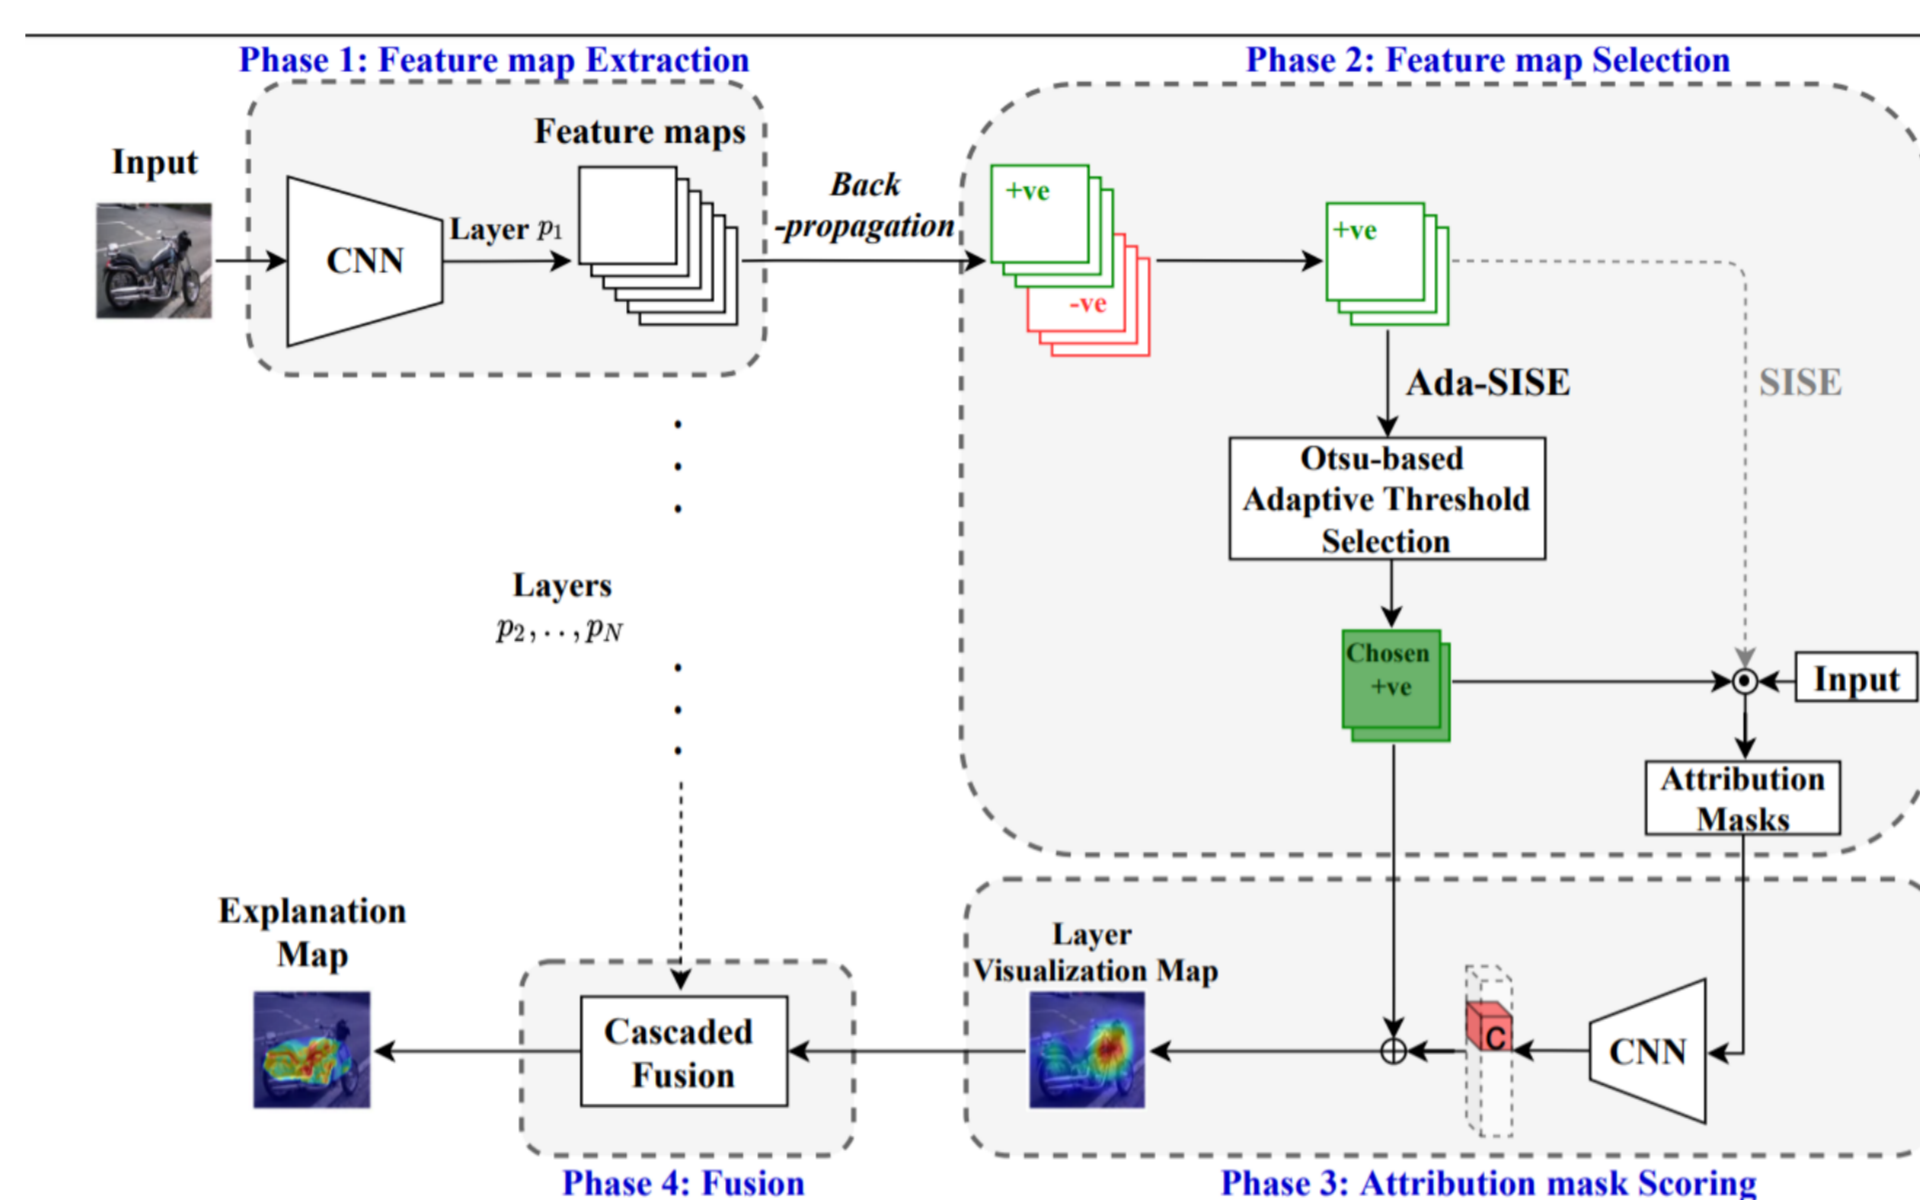 Phase 1: Feature map Extraction
Phase 2: Feature map Selection
Input
Feature maps
CNN
Layer p₁
Back
-propagation
+ve
-ve
+ve
Ada-SISE
SISE
Otsu-based
Adaptive Threshold
Selection
Layers
p₂,..,p_N
Chosen
+ve
Input
Attribution
Masks
Explanation
Map
Layer
Visualization Map
Cascaded
Fusion
C
CNN
Phase 4: Fusion
Phase 3: Attribution mask Scoring